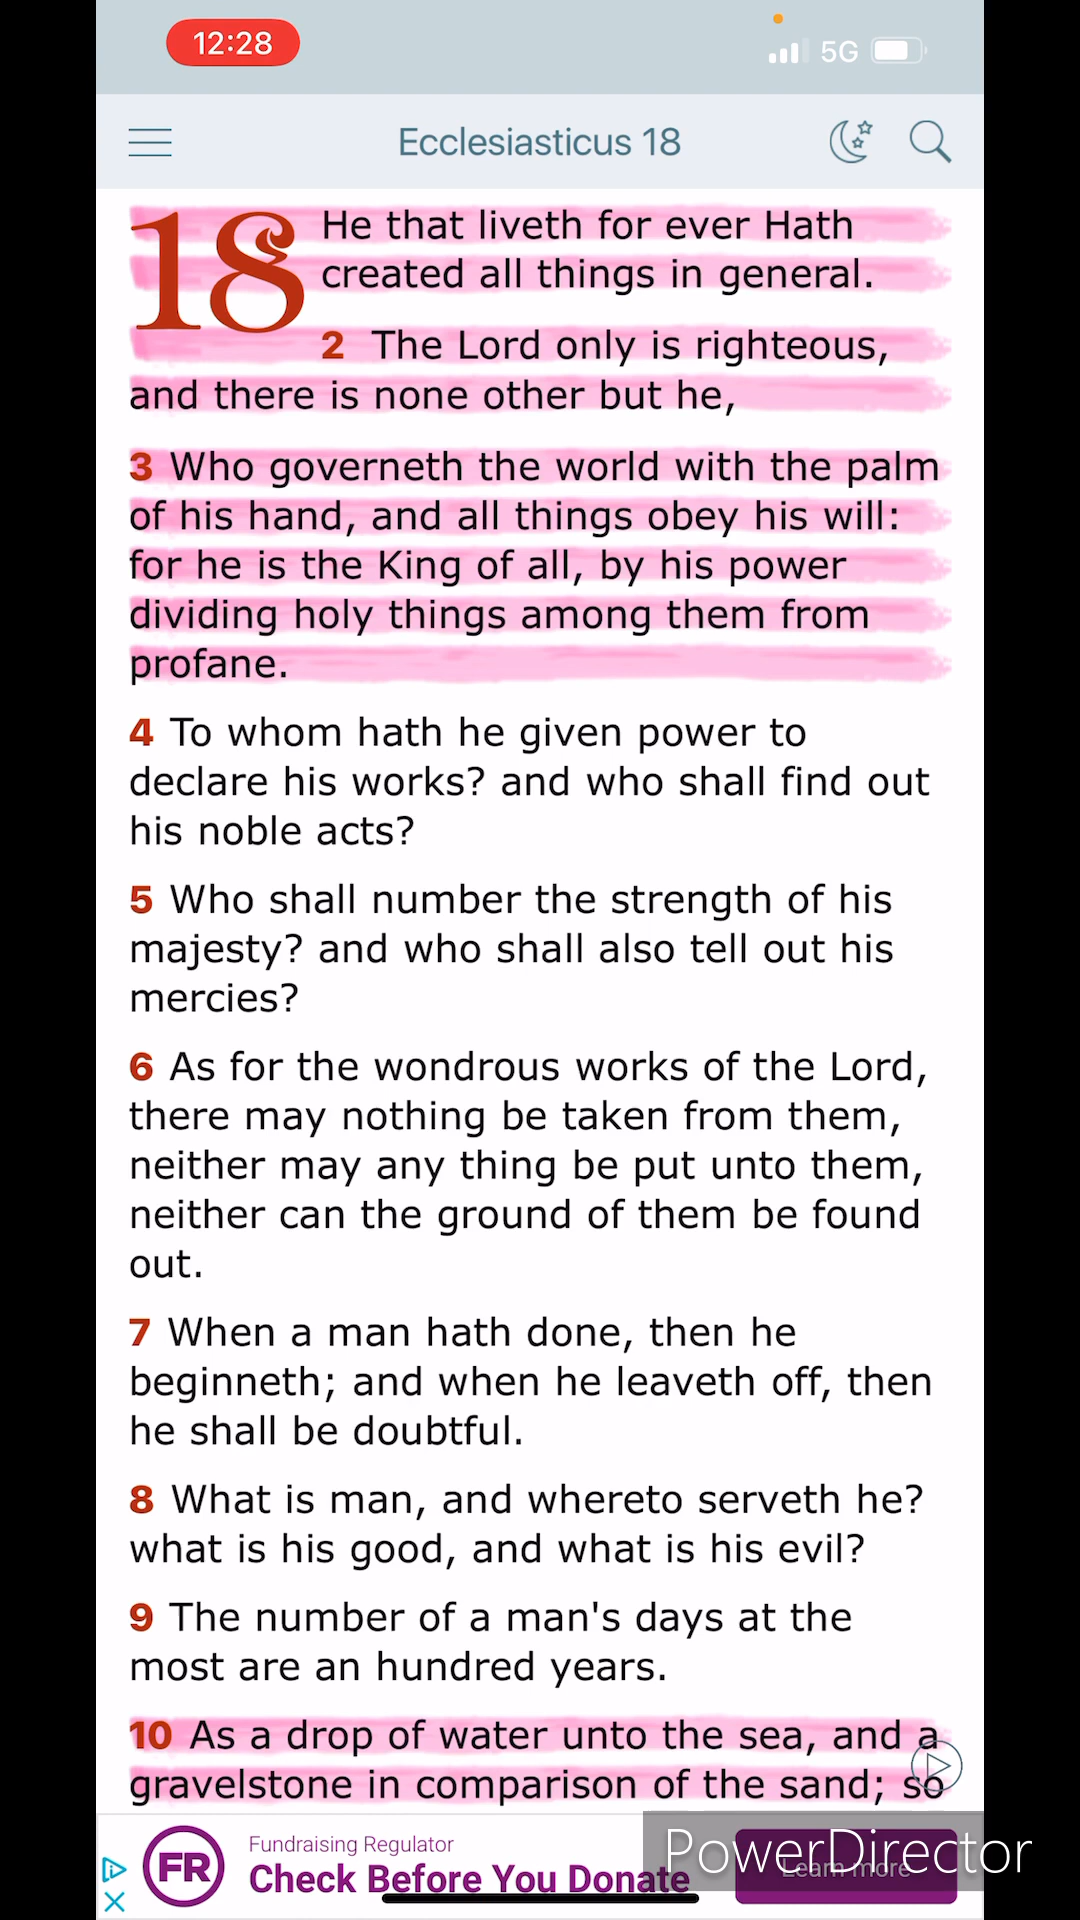 12:28
5G
Ecclesiasticus 18
18 He that liveth for ever Hath
created all things in general.
2 The Lord only is righteous,
and there is none other but he,
3 Who governeth the world with the palm
of his hand, and all things obey his will:
for he is the King of all, by his power
dividing holy things among them from
profane.
4 To whom hath he given power to
declare his works? and who shall find out
his noble acts?
5 Who shall number the strength of his
majesty? and who shall also tell out his
mercies?
6 As for the wondrous works of the Lord,
there may nothing be taken from them,
neither may any thing be put unto them,
neither can the ground of them be found
out.
7 When a man hath done, then he
beginneth; and when he leaveth off, then
he shall be doubtful.
8 What is man, and whereto serveth he?
what is his good, and what is his evil?
9 The number of a man's days at the
most are an hundred years.
10 As a drop of water unto the sea, and a
gravelstone in comparison of the sand; so
FR
Fundraising Regulator
Check Before You Donate
Learn more
PowerDirector